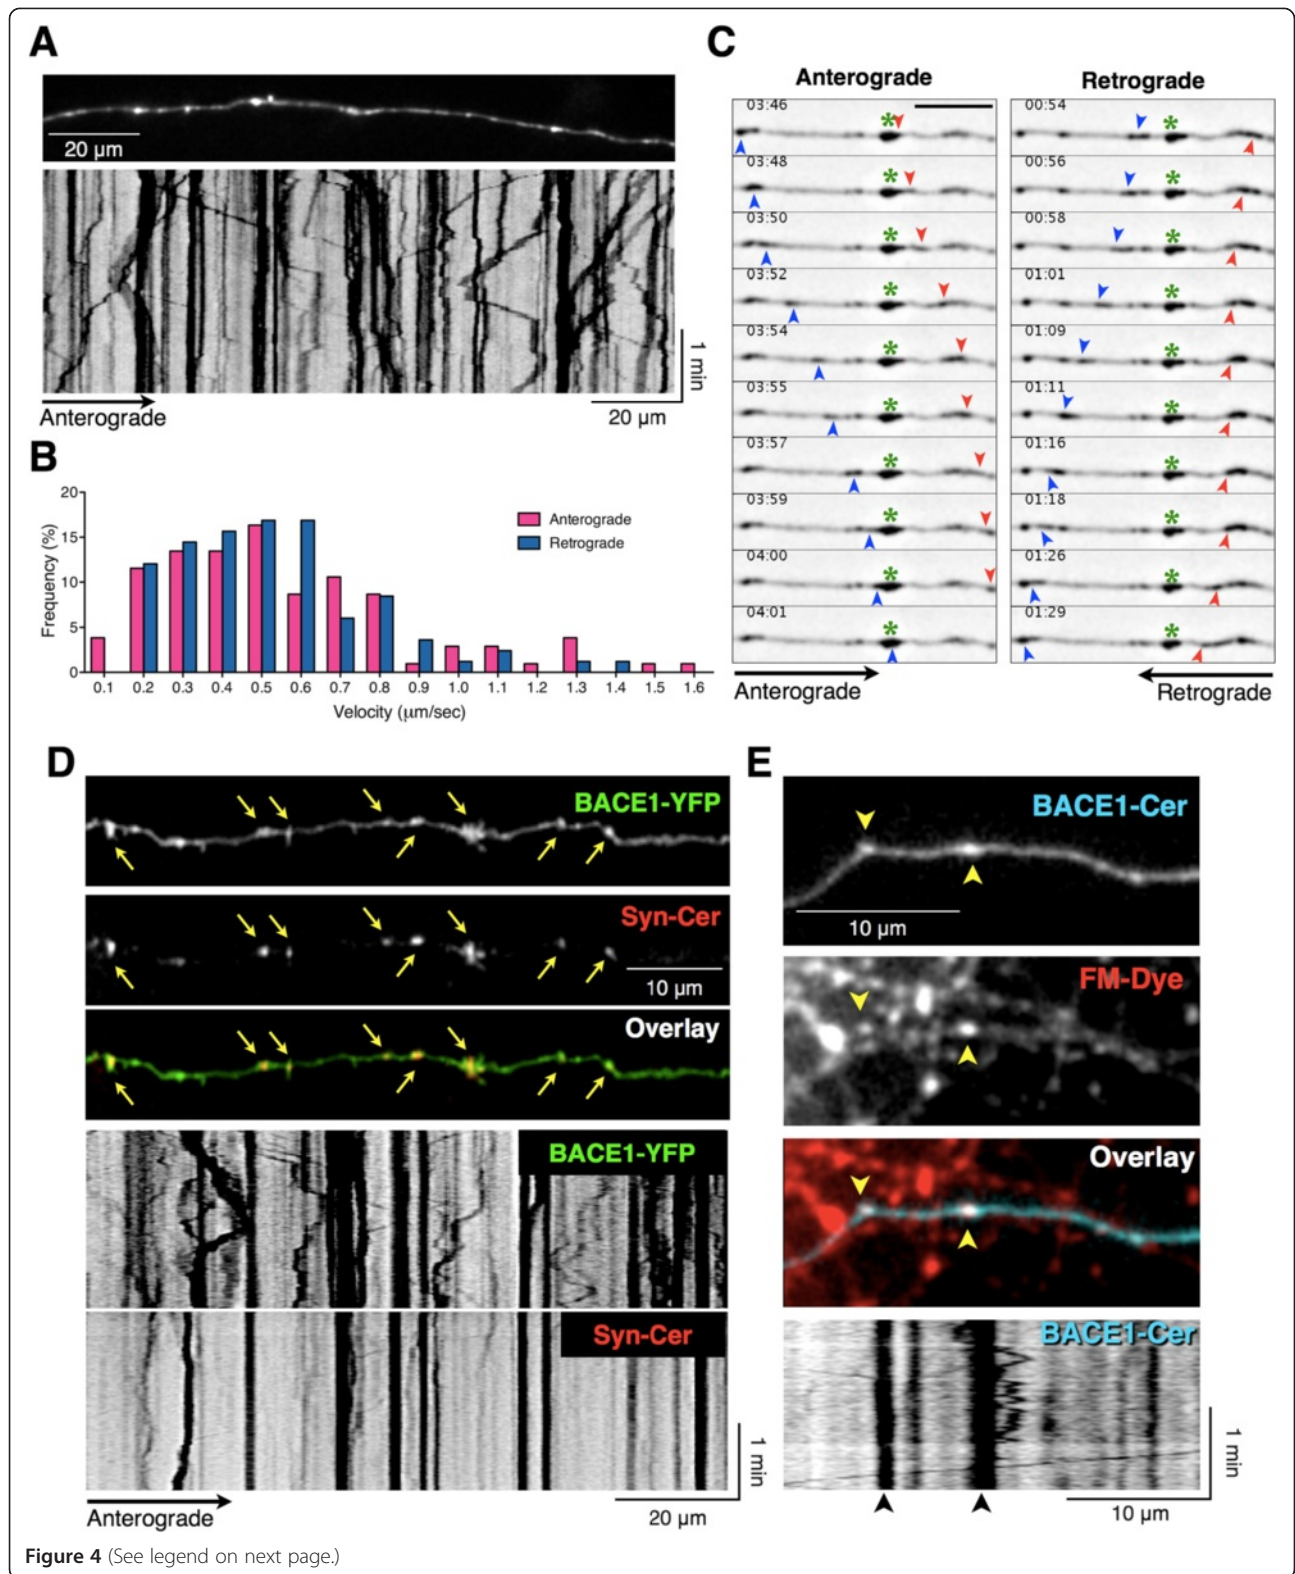 A
20 µm
1 min
Anterograde
20 µm
B
20
15
10
5
0
Frequency (%)
Anterograde
Retrograde
0.1 0.2 0.3 0.4 0.5 0.6 0.7 0.8 0.9 1.0 1.1 1.2 1.3 1.4 1.5 1.6
Velocity (µm/sec)
C
Anterograde
03:46
03:48
03:50
03:52
03:54
03:55
03:57
03:59
04:00
04:01
Anterograde
Retrograde
00:54
00:56
00:58
01:01
01:09
01:11
01:16
01:18
01:26
01:29
Retrograde
D
BACE1-YFP
Syn-Cer
10 µm
Overlay
BACE1-YFP
Syn-Cer
1 min
Anterograde
20 µm
E
BACE1-Cer
10 µm
FM-Dye
Overlay
BACE1-Cer
1 min
10 µm
Figure 4 (See legend on next page.)